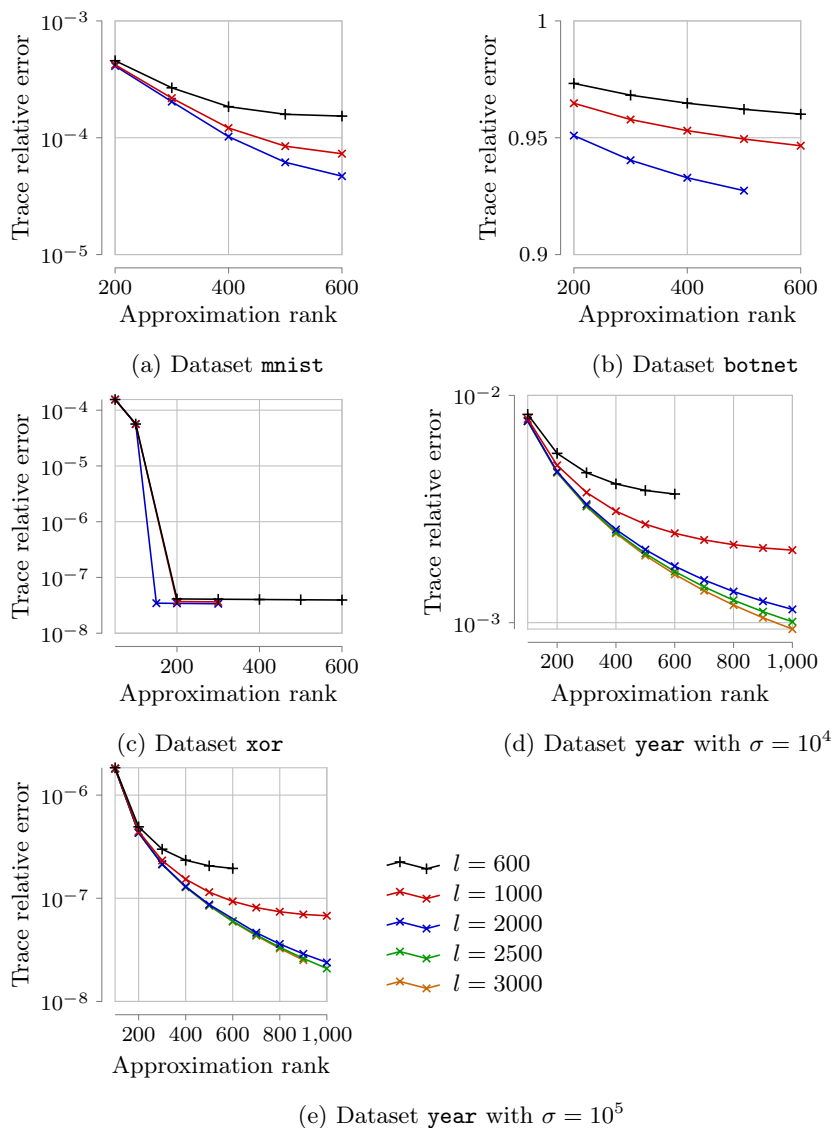 10⁻³
10⁻⁴
10⁻⁵
Trace relative error
200 400 600
Approximation rank
(a) Dataset mnist
1
0.95
0.9
Trace relative error
200 400 600
Approximation rank
(b) Dataset botnet
10⁻⁴
10⁻⁵
10⁻⁶
10⁻⁷
10⁻⁸
Trace relative error
200 400 600
Approximation rank
(c) Dataset xor
10⁻²
10⁻³
Trace relative error
200 400 600 800 1,000
Approximation rank
(d) Dataset year with σ = 10⁴
10⁻⁶
10⁻⁷
10⁻⁸
Trace relative error
200 400 600 800 1,000
Approximation rank
l = 600
l = 1000
l = 2000
l = 2500
l = 3000
(e) Dataset year with σ = 10⁵